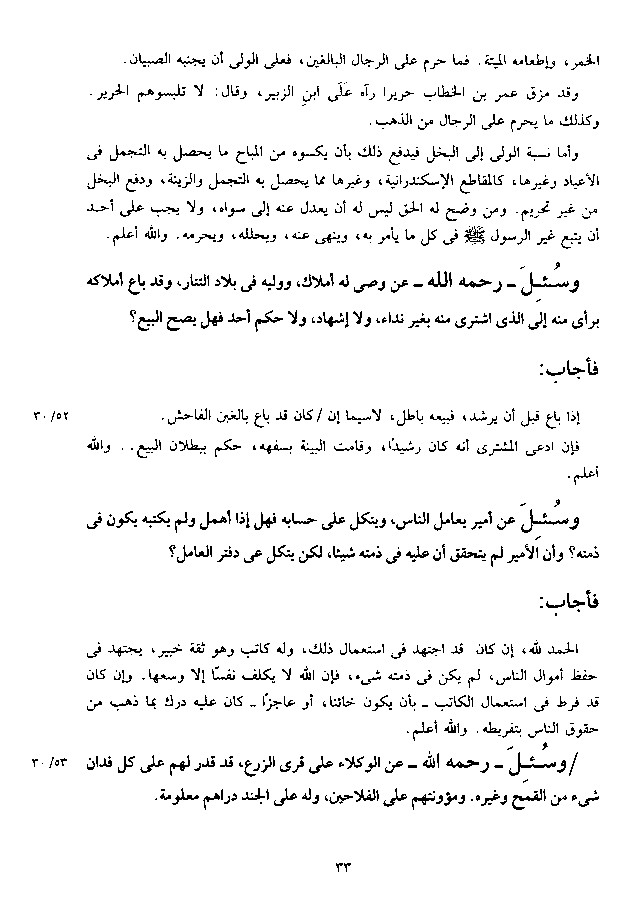 الخمر، وإطعامه الميتة. فما حرم على الرجال البالغين، فعلى الولى أن يجنبه الصبيان.
وقد مزق عمر بن الخطاب حريرا رآه عَلَى ابنِ الزبير، وقال: لا تلبسوهم الحرير.
وكذلك ما يحرم على الرجال من الذهب.
وأما نسبة الولى إلى البخل فيدفع ذلك بأن يكسوه من المباح ما يحصل به التجمل فى
الأعياد وغيرها، كالمقاطع الإسكندرانية، وغيرها مما يحصل به التجمل والزينة، ودفع البخل
من غير تحريم. ومن وضح له الحق ليس له أن يعدل عنه إلى سواه، ولا يجب على أحد
أن يتبع غير الرسول ﷺ فى كل ما يأمر به، وينهى عنه، ويحلله، ويحرمه. والله أعلم.
وسُئِلَ ـ رحمه الله ـ عن وصى له أملاك، ووليه فى بلاد التتار، وقد باع أملاكه
برأى منه إلى الذى اشترى منه بغير نداء، ولا إشهاد، ولا حكم أحد فهل يصح البيع؟
فأجاب:
إذا باع قبل أن يرشد، فبيعه باطل، لاسيما إن /كان قد باع بالغبن الفاحش. ٣٠/٥٢
فإن ادعى المشترى أنه كان رشيدًا، وقامت البينة بسفهه، حكم ببطلان البيع.. والله
أعلم.
وسُئِلَ عن أمير يعامل الناس، ويتكل على حسابه فهل إذا أهمل ولم يكتبه يكون فى
ذمته؟ وأن الأمير لم يتحقق أن عليه فى ذمته شيئا، لكن يتكل عى دفتر العامل؟
فأجاب:
الحمد لله، إن كان قد اجتهد فى استعمال ذلك، وله كاتب وهو ثقة خبير، يجتهد فى
حفظ أموال الناس، لم يكن فى ذمته شىء، فإن الله لا يكلف نفسًا إلا وسعها. وإن كان
قد فرط فى استعمال الكاتب ـ بأن يكون خائنا، أو عاجزًا ـ كان عليه درك بما ذهب من
حقوق الناس بتفريطه. والله أعلم.
/وسُئِلَ ـ رحمه الله ـ عن الوكلاء على قرى الزرع، قد قدر لهم على كل فدان ٣٠/٥٣
شىء من القمح وغيره. ومؤونتهم على الفلاحين، وله على الجند دراهم معلومة.
٣٣